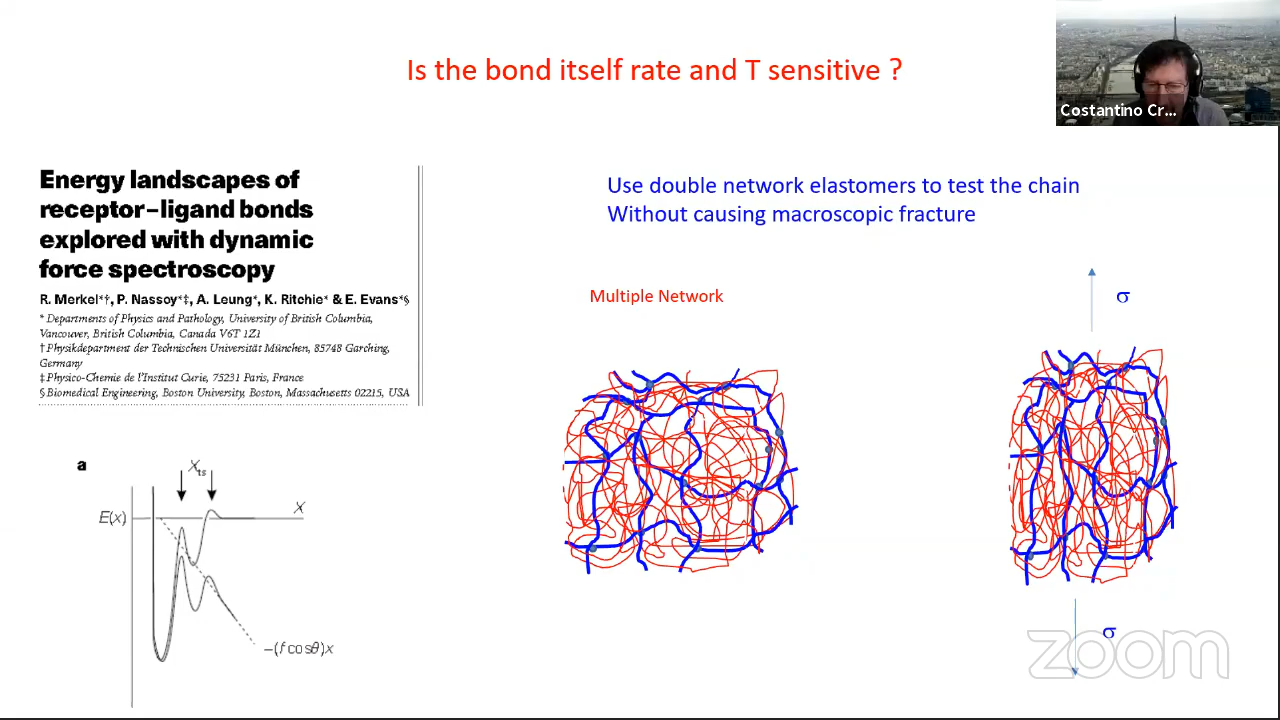 Is the bond itself rate and T sensitive ?
Costantino Cr...
Energy landscapes of
receptor–ligand bonds
explored with dynamic
force spectroscopy
R. Merkel*†, P. Nassoy*‡, A. Leung*, K. Ritchie* & E. Evans*§
* Departments of Physics and Pathology, University of British Columbia,
Vancouver, British Columbia, Canada V6T 1Z1
† Physikdepartment der Technischen Universität München, 85748 Garching,
Germany
‡ Physico-Chemie de l'Institut Curie, 75231 Paris, France
§ Biomedical Engineering, Boston University, Boston, Massachusetts 02215, USA
Use double network elastomers to test the chain
Without causing macroscopic fracture
Multiple Network
σ
a
Xts
E(x)
X
−(f cosθ)x
σ
zoom